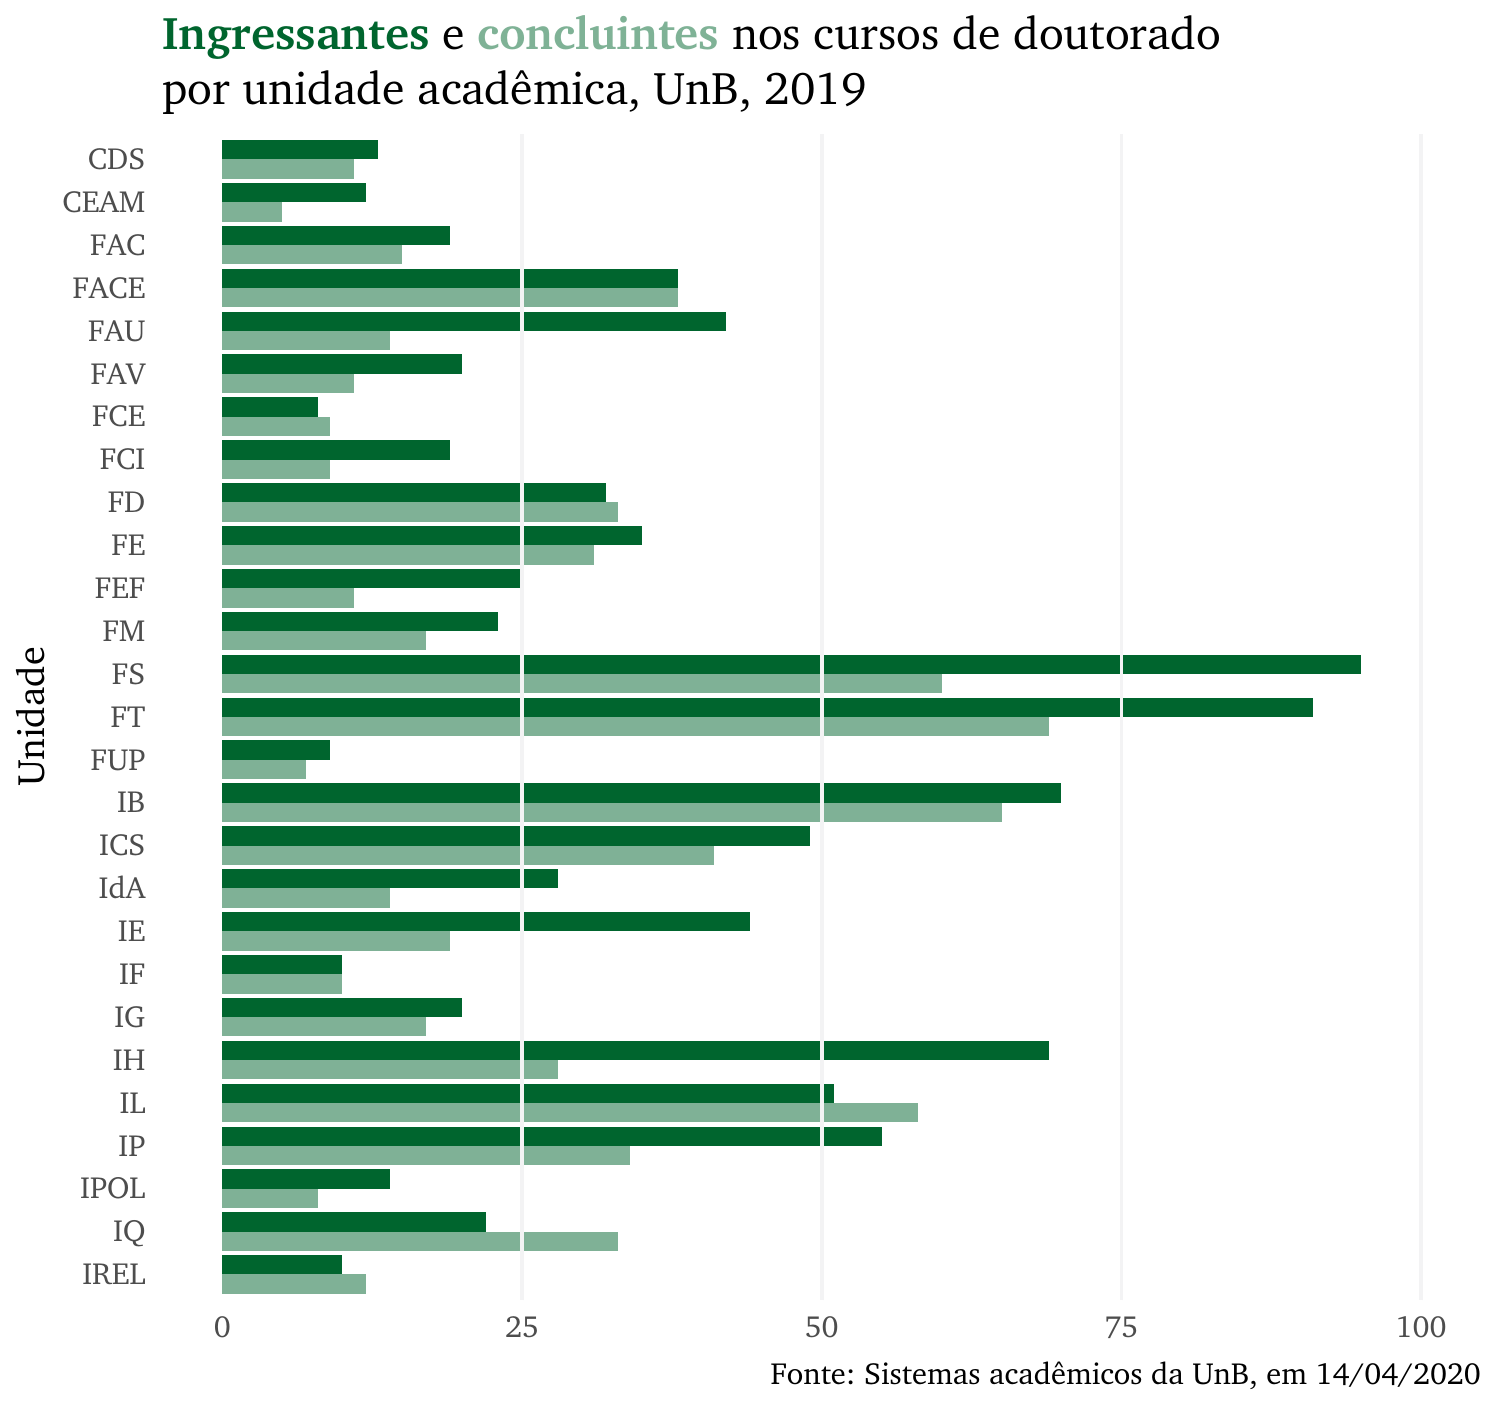 Ingressantes e concluintes nos cursos de doutorado
por unidade acadêmica, UnB, 2019
Unidade
CDS
CEAM
FAC
FACE
FAU
FAV
FCE
FCI
FD
FE
FEF
FM
FS
FT
FUP
IB
ICS
IdA
IE
IF
IG
IH
IL
IP
IPOL
IQ
IREL
0 25 50 75 100
Fonte: Sistemas acadêmicos da UnB, em 14/04/2020